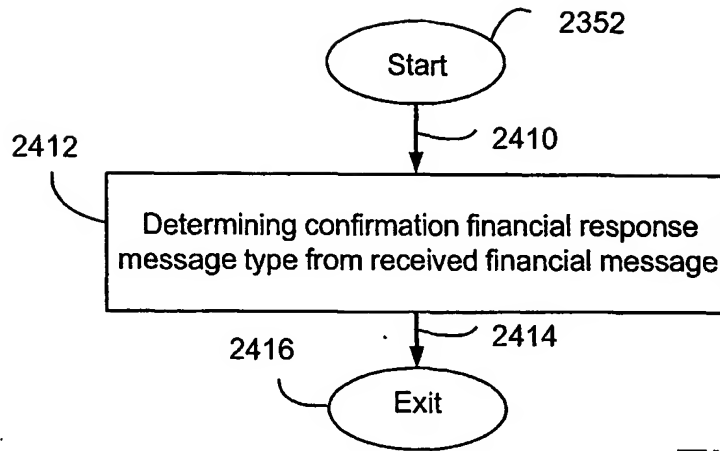 2352
Start
2410
2412
Determining confirmation financial response
message type from received financial message
2414
2416
Exit